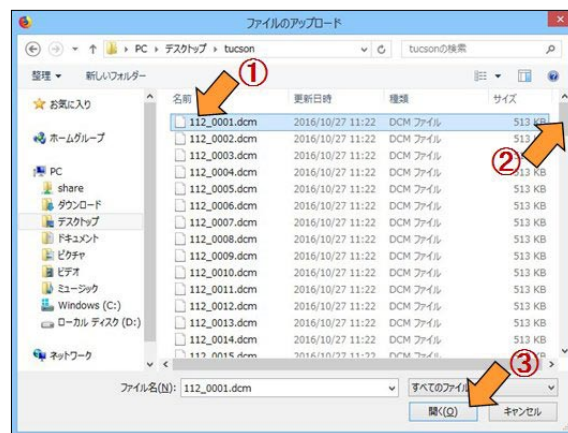 ファイルのアップロード
PC ▸ デスクトップ ▸ tucson
tucsonの検索
整理 ▼ 新しいフォルダー
①
名前 更新日時 種類 サイズ
お気に入り
112_0001.dcm 2016/10/27 11:22 DCM ファイル 513 KB
112_0002.dcm 2016/10/27 11:22 DCM ファイル 513 KB
ホームグループ
112_0003.dcm 2016/10/27 11:22 DCM ファイル 513 KB
②
PC
112_0004.dcm 2016/10/27 11:22 DCM ファイル 513 KB
share
112_0005.dcm 2016/10/27 11:22 DCM ファイル 513 KB
ダウンロード
112_0006.dcm 2016/10/27 11:22 DCM ファイル 513 KB
デスクトップ
112_0007.dcm 2016/10/27 11:22 DCM ファイル 513 KB
ドキュメント
112_0008.dcm 2016/10/27 11:22 DCM ファイル 513 KB
ピクチャ
112_0009.dcm 2016/10/27 11:22 DCM ファイル 513 KB
ビデオ
112_0010.dcm 2016/10/27 11:22 DCM ファイル 513 KB
ミュージック
112_0011.dcm 2016/10/27 11:22 DCM ファイル 513 KB
Windows (C:)
112_0012.dcm 2016/10/27 11:22 DCM ファイル 513 KB
ローカル ディスク (D:)
112_0013.dcm 2016/10/27 11:22 DCM ファイル 513 KB
112_0014.dcm 2016/10/27 11:22 DCM ファイル 513 KB
ネットワーク
112_0015.dcm 2016/10/27 11:22 DCM ファイル 513 KB
③
ファイル名(N): 112_0001.dcm
すべてのファイル
開く(O) キャンセル